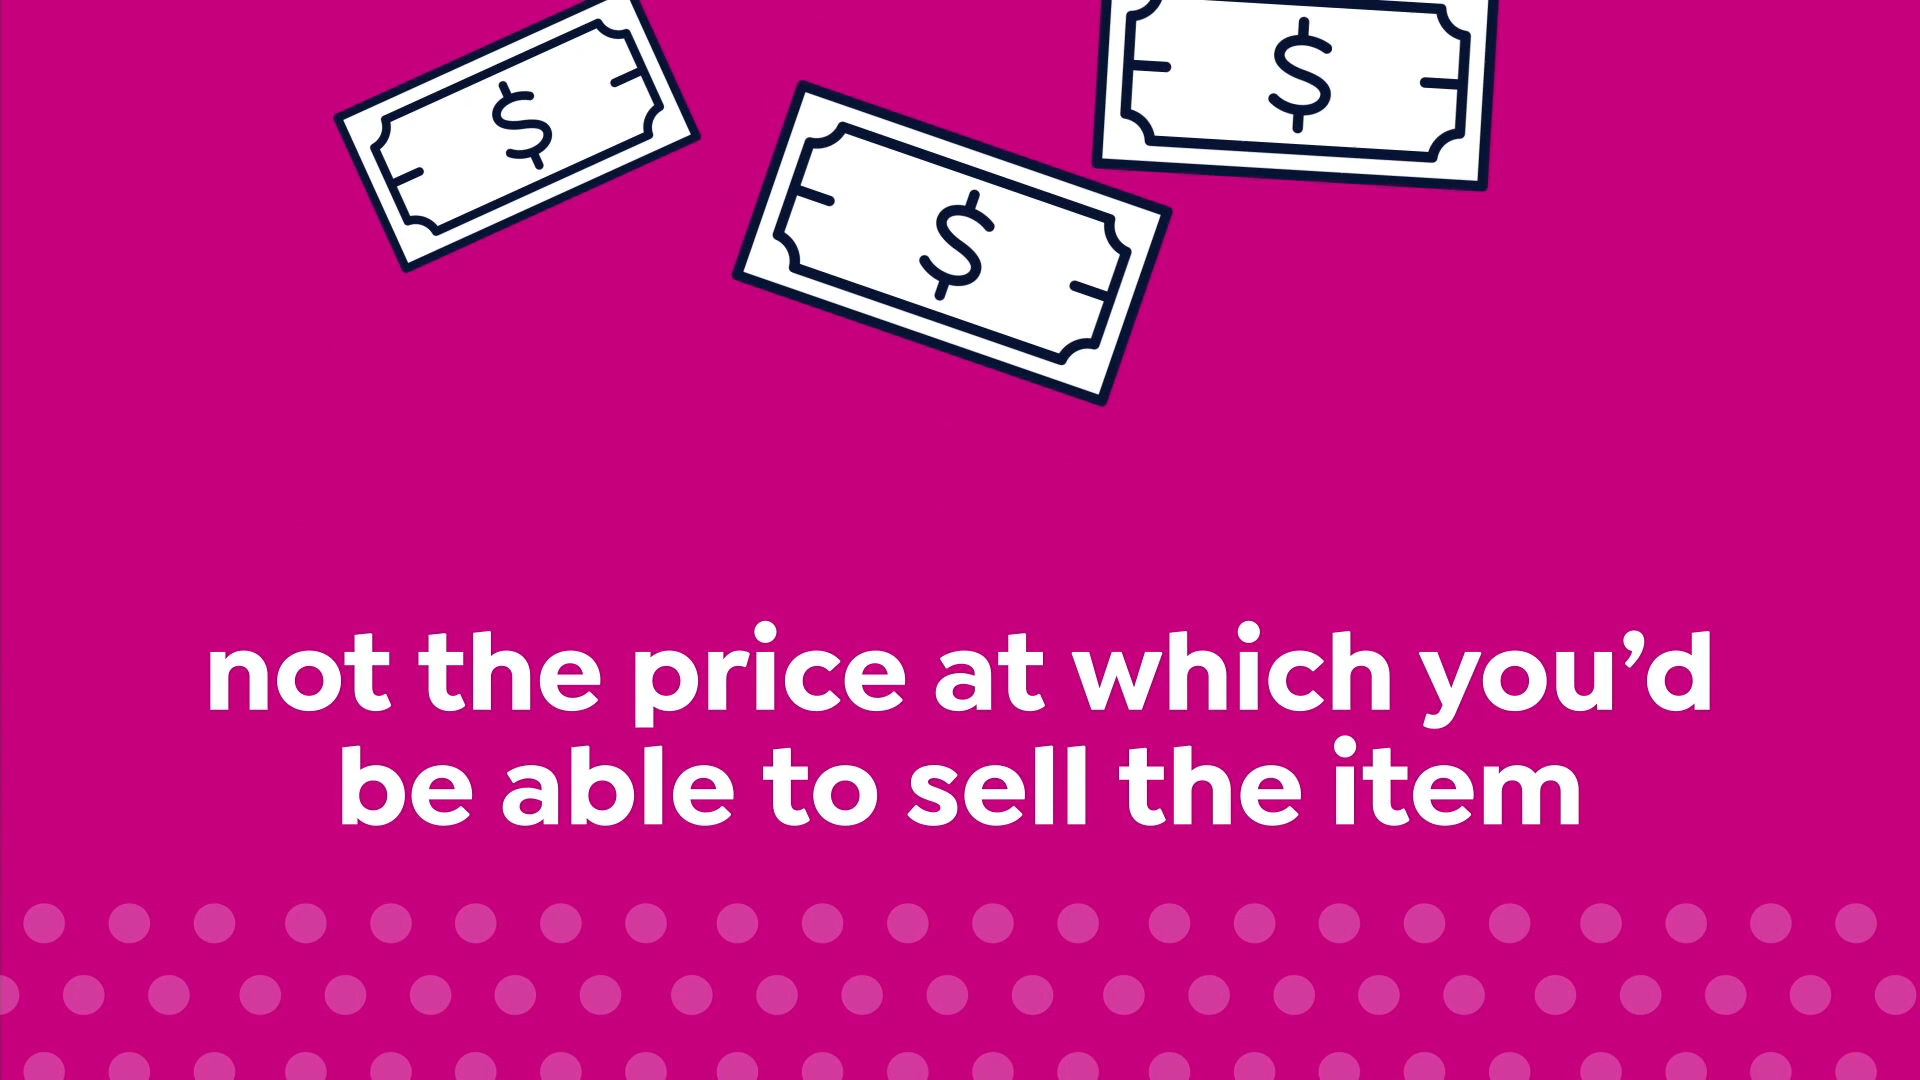 $
$
$
not the price at which you’d
be able to sell the item